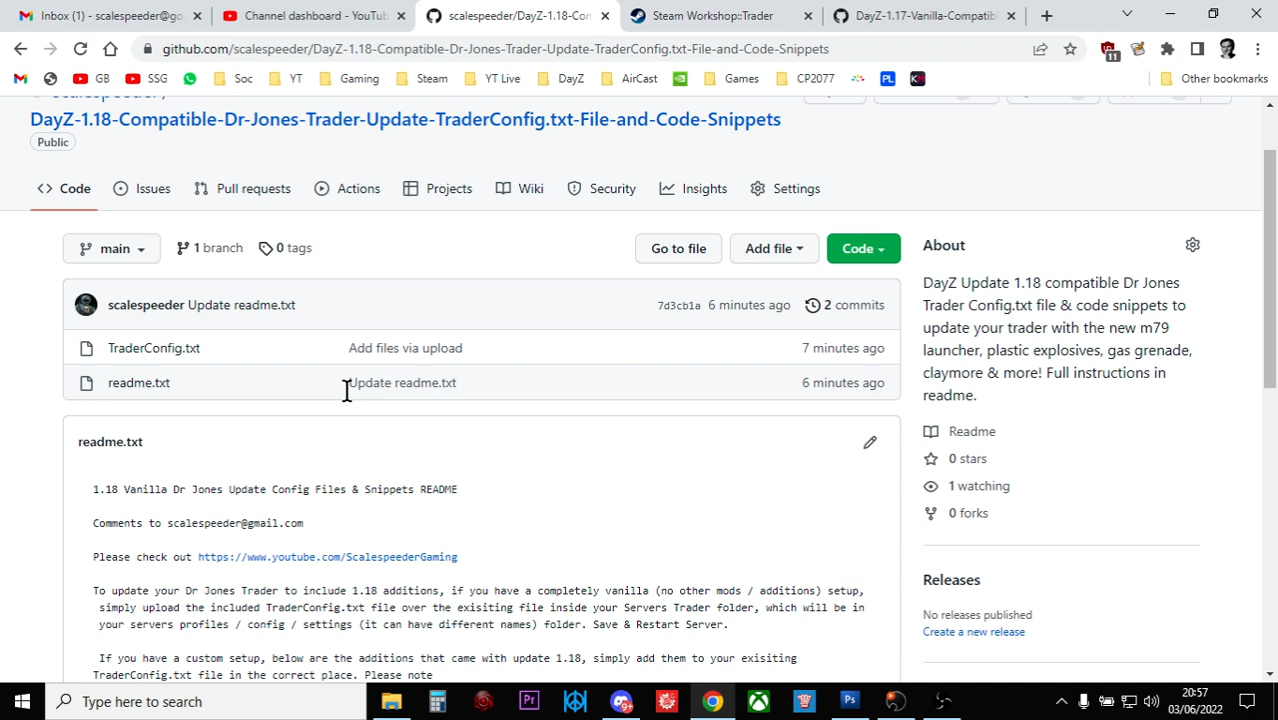 Inbox (1) - scalespeeder@go
Channel dashboard - YouTu
scalespeeder/DayZ-1.18-Com
Steam Workshop::Trader
DayZ-1.17-Vanilla-Compatib
github.com/scalespeeder/DayZ-1.18-Compatible-Dr-Jones-Trader-Update-TraderConfig.txt-File-and-Code-Snippets
11
GB
SSG
Soc
YT
Gaming
Steam
YT Live
DayZ
AirCast
Games
CP2077
PL
K
Other bookmarks
DayZ-1.18-Compatible-Dr-Jones-Trader-Update-TraderConfig.txt-File-and-Code-Snippets
Public
Code
Issues
Pull requests
Actions
Projects
Wiki
Security
Insights
Settings
main
1 branch
0 tags
Go to file
Add file
Code
scalespeeder Update readme.txt
7d3cb1a 6 minutes ago
2 commits
TraderConfig.txt
Add files via upload
7 minutes ago
readme.txt
Update readme.txt
6 minutes ago
readme.txt
1.18 Vanilla Dr Jones Update Config Files & Snippets README
Comments to scalespeeder@gmail.com
Please check out https://www.youtube.com/ScalespeederGaming
To update your Dr Jones Trader to include 1.18 additions, if you have a completely vanilla (no other mods / additions) setup,
simply upload the included TraderConfig.txt file over the exisiting file inside your Servers Trader folder, which will be in
your servers profiles / config / settings (it can have different names) folder. Save & Restart Server.
If you have a custom setup, below are the additions that came with update 1.18, simply add them to your exisiting
TraderConfig.txt file in the correct place. Please note
About
DayZ Update 1.18 compatible Dr Jones
Trader Config.txt file & code snippets to
update your trader with the new m79
launcher, plastic explosives, gas grenade,
claymore & more! Full instructions in
readme.
Readme
0 stars
1 watching
0 forks
Releases
No releases published
Create a new release
Type here to search
Pr
9+
Ps
20:57
03/06/2022